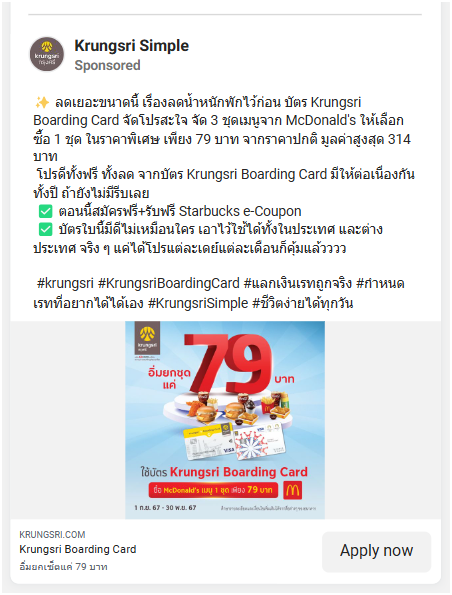 Krungsri Simple
Sponsored
✨ ลดเยอะขนาดนี้ เรื่องลดน้ำหนักพักไว้ก่อน บัตร Krungsri
Boarding Card จัดโปรสะใจ จัด 3 ชุดเมนูจาก McDonald's ให้เลือก
ซื้อ 1 ชุด ในราคาพิเศษ เพียง 79 บาท จากราคาปกติ มูลค่าสูงสุด 314
บาท
โปรดีทั้งฟรี ทั้งลด จากบัตร Krungsri Boarding Card มีให้ต่อเนื่องกัน
ทั้งปี ถ้ายังไม่มีรีบเลย
✅ ตอนนี้สมัครฟรี+รับฟรี Starbucks e-Coupon
✅ บัตรใบนี้มีดีไม่เหมือนใคร เอาไว้ใช้ได้ทั้งในประเทศ และต่าง
ประเทศ จริง ๆ แค่ได้โปรแต่ละเดย์แต่ละเดือนก็คุ้มแล้วววว
#krungsri #KrungsriBoardingCard #แลกเงินเรทถูกจริง #กำหนด
เรทที่อยากได้ได้เอง #KrungsriSimple #ชีวิตง่ายได้ทุกวัน
krungsri
กรุงศรี
อิ่มยกชุด
แค่
79
บาท
VISA
VISA
ใช้บัตร Krungsri Boarding Card
ซื้อ McDonald's เมนู 1 ชุด เพียง 79 บาท
1 ก.ย. 67 - 30 พ.ย. 67
KRUNGSRI.COM
Krungsri Boarding Card
อิ่มยกเซ็ตแค่ 79 บาท
Apply now